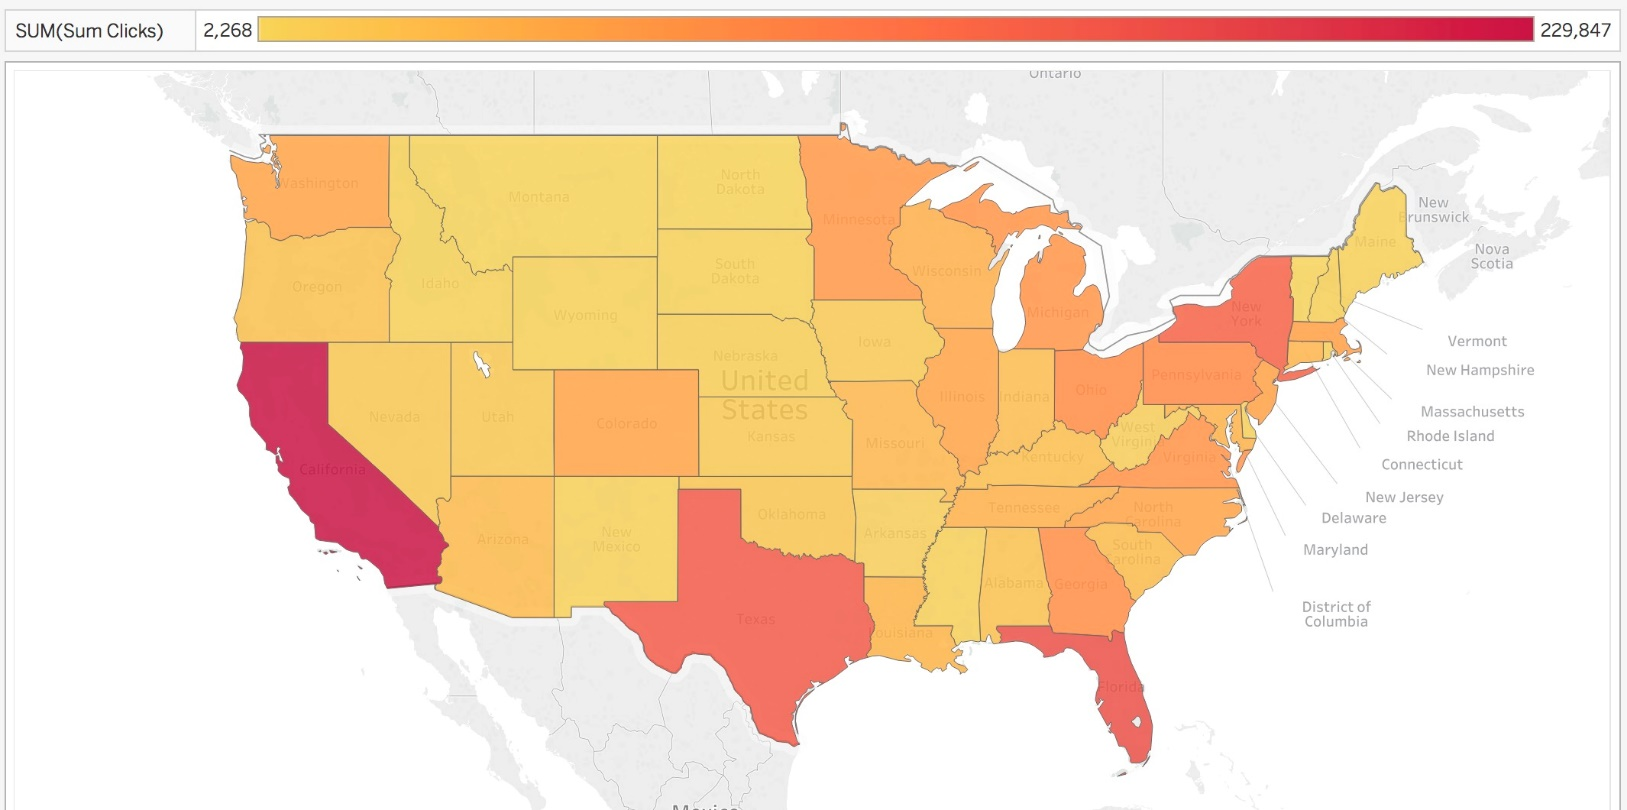 SUM(Sum Clicks)
2,268
229,847
Ontario
Washington
Montana
North
Dakota
Minnesota
New
Brunswick
Nova
Scotia
Maine
Oregon
Idaho
South
Dakota
Wisconsin
Michigan
New
York
Wyoming
Iowa
Vermont
Nebraska
New Hampshire
United
States
Pennsylvania
Ohio
Illinois
Indiana
Massachusetts
Nevada
Utah
Colorado
Kansas
Missouri
West
Virginia
Rhode Island
California
Kentucky
Virginia
Connecticut
New Jersey
Delaware
Arizona
New
Mexico
Oklahoma
Arkansas
Tennessee
North
Carolina
South
Carolina
Maryland
Alabama
Georgia
Texas
Louisiana
District of
Columbia
Florida
Mexico